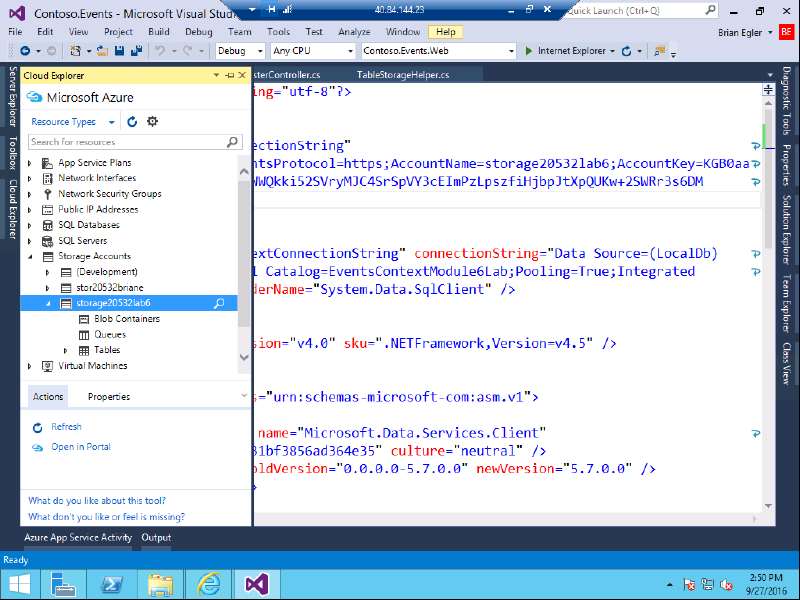 Contoso.Events - Microsoft Visual Studio
40.84.144.23
Quick Launch (Ctrl+Q)
File Edit View Project Build Debug Team Tools Test Analyze Window Help
Brian Egler
BE
Debug Any CPU Contoso.Events.Web Internet Explorer
Server Explorer
Toolbox
Cloud Explorer
Cloud Explorer
Microsoft Azure
Resource Types
Search for resources
App Service Plans
Network Interfaces
Network Security Groups
Public IP Addresses
SQL Databases
SQL Servers
Storage Accounts
(Development)
stor20532briane
storage20532lab6
Blob Containers
Queues
Tables
Virtual Machines
Actions Properties
Refresh
Open in Portal
What do you like about this tool?
What don't you like or feel is missing?
sterController.cs TableStorageHelper.cs
ing="utf-8"?>
ectionString"
ntsProtocol=https;AccountName=storage20532lab6;AccountKey=KGB0aa
WQkki52SVryMJC4SrSpVY3cEImPzLpszfiHjbpJtXpQUKw+2SWRr3s6DM
extConnectionString" connectionString="Data Source=(LocalDb)
l Catalog=EventsContextModule6Lab;Pooling=True;Integrated
derName="System.Data.SqlClient" />
sion="v4.0" sku=".NETFramework,Version=v4.5" />
s="urn:schemas-microsoft-com:asm.v1">
name="Microsoft.Data.Services.Client"
31bf3856ad364e35" culture="neutral" />
oldVersion="0.0.0.0-5.7.0.0" newVersion="5.7.0.0" />
>
Diagnostic Tools
Properties
Solution Explorer
Team Explorer
Class View
Azure App Service Activity Output
Ready
2:50 PM
9/27/2016